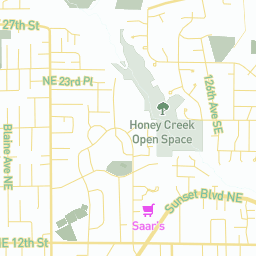 27th St
NE 23rd Pl
126th Ave SE
Honey Creek
Open Space
Blaine Ave NE
Sunset Blvd NE
Saar's
NE 12th St